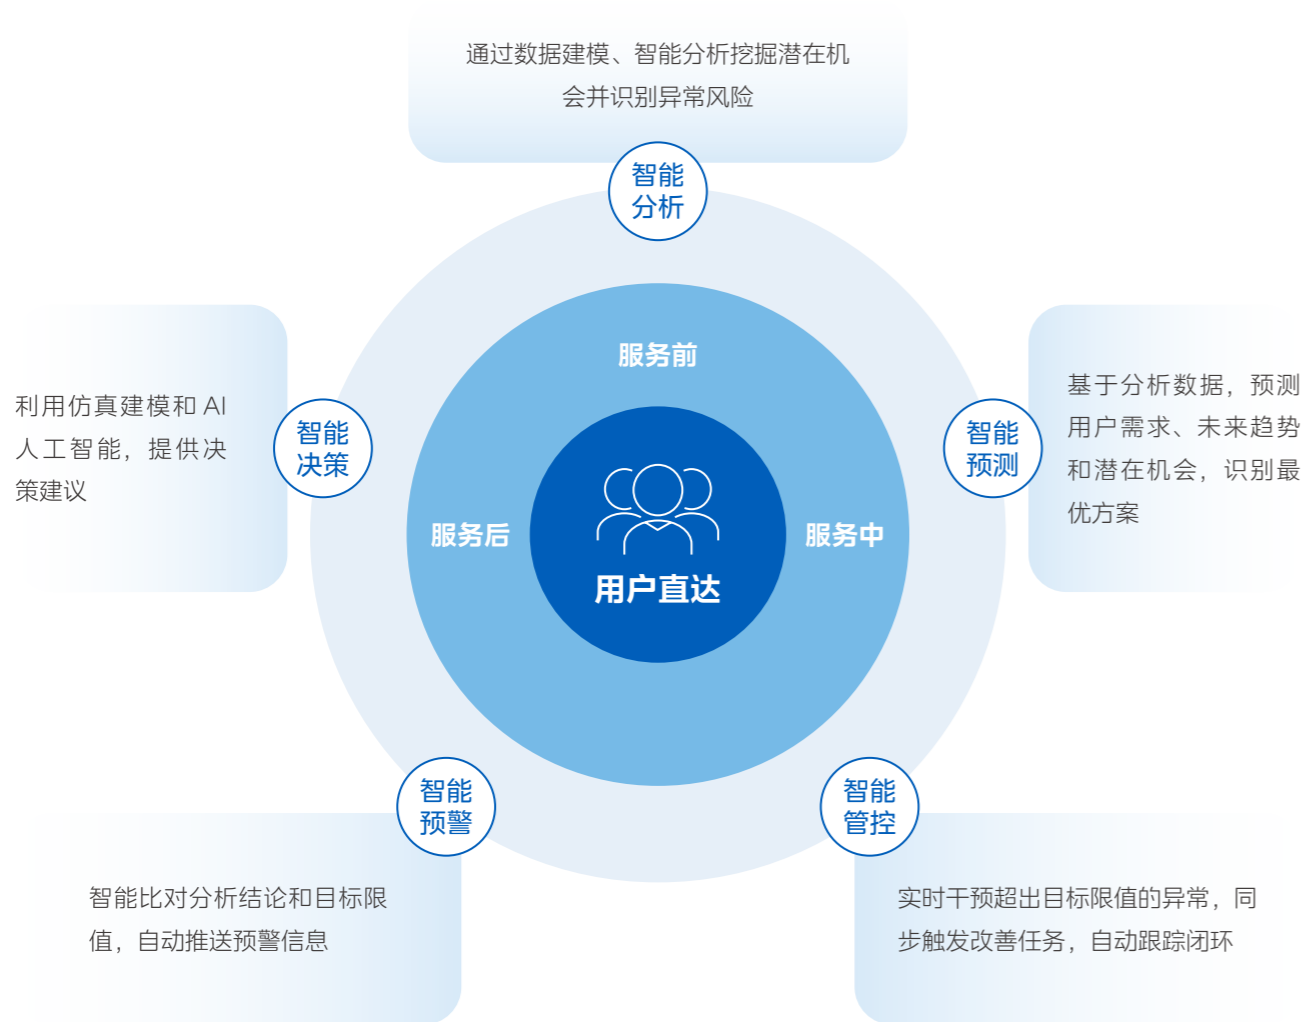 通过数据建模、智能分析挖掘潜在机
会并识别异常风险
智能
分析
服务前
利用仿真建模和 AI
人工智能，提供决
策建议
智能
决策
智能
预测
基于分析数据，预测
用户需求、未来趋势
和潜在机会，识别最
优方案
服务后
服务中
用户直达
智能
预警
智能
管控
智能比对分析结论和目标限
值，自动推送预警信息
实时干预超出目标限值的异常，同
步触发改善任务，自动跟踪闭环